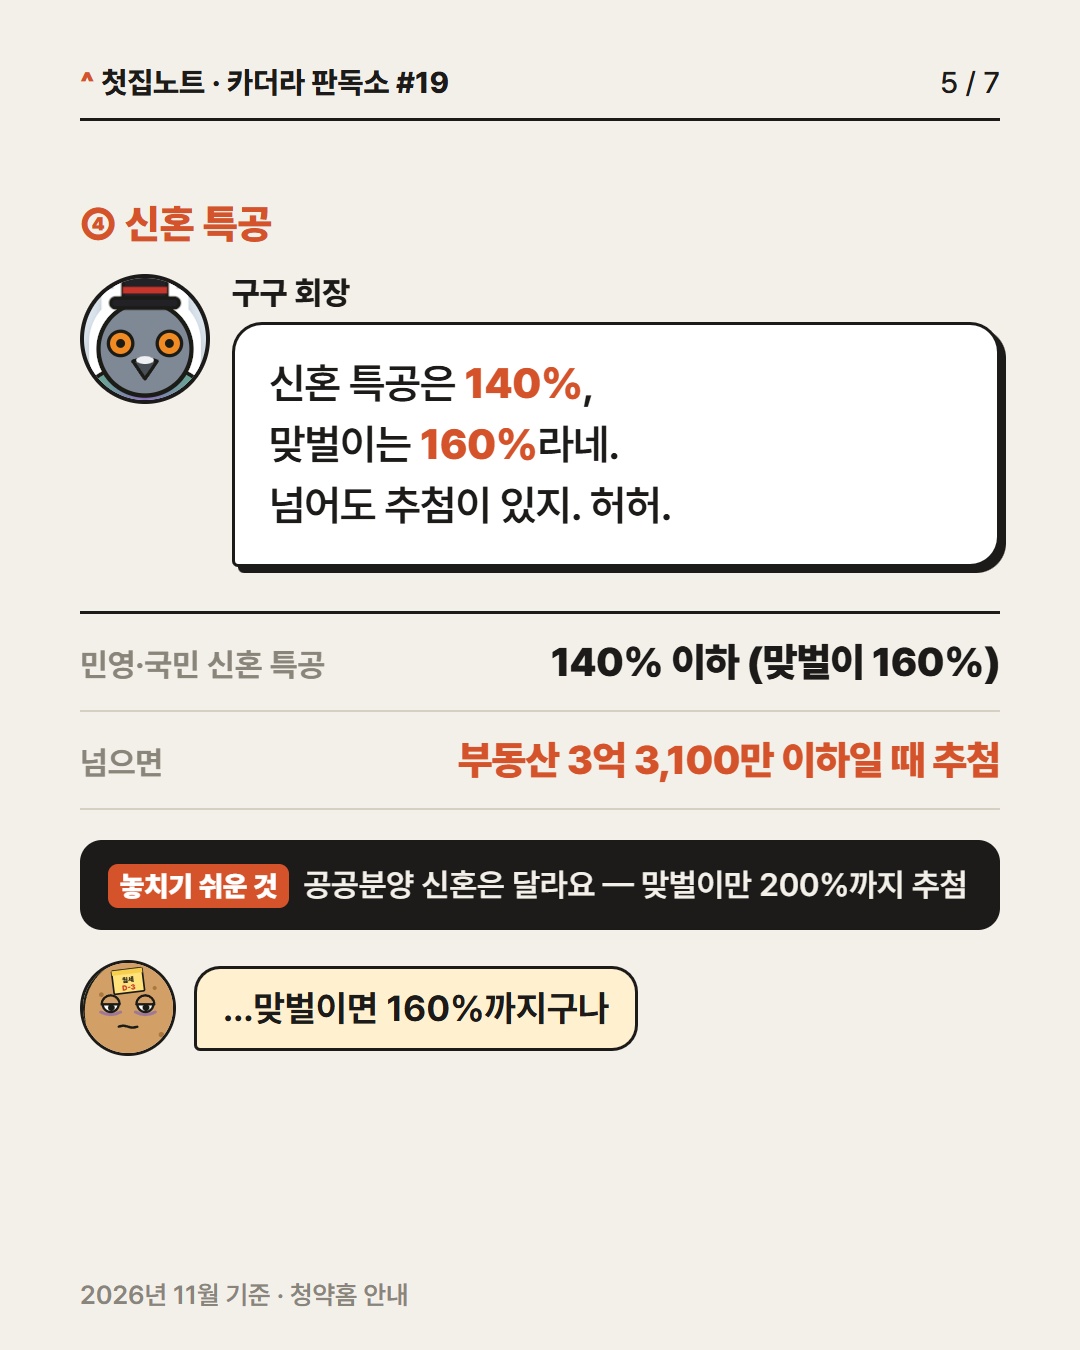 ^ 첫집노트 · 카더라 판독소 #19
5 / 7
④ 신혼 특공
구구 회장
신혼 특공은 140%,
맞벌이는 160%라네.
넘어도 추첨이 있지. 허허.
민영·국민 신혼 특공
140% 이하 (맞벌이 160%)
넘으면
부동산 3억 3,100만 이하일 때 추첨
놓치기 쉬운 것 공공분양 신혼은 달라요 — 맞벌이만 200%까지 추첨
월세
D-3
...맞벌이면 160%까지구나
2026년 11월 기준 · 청약홈 안내